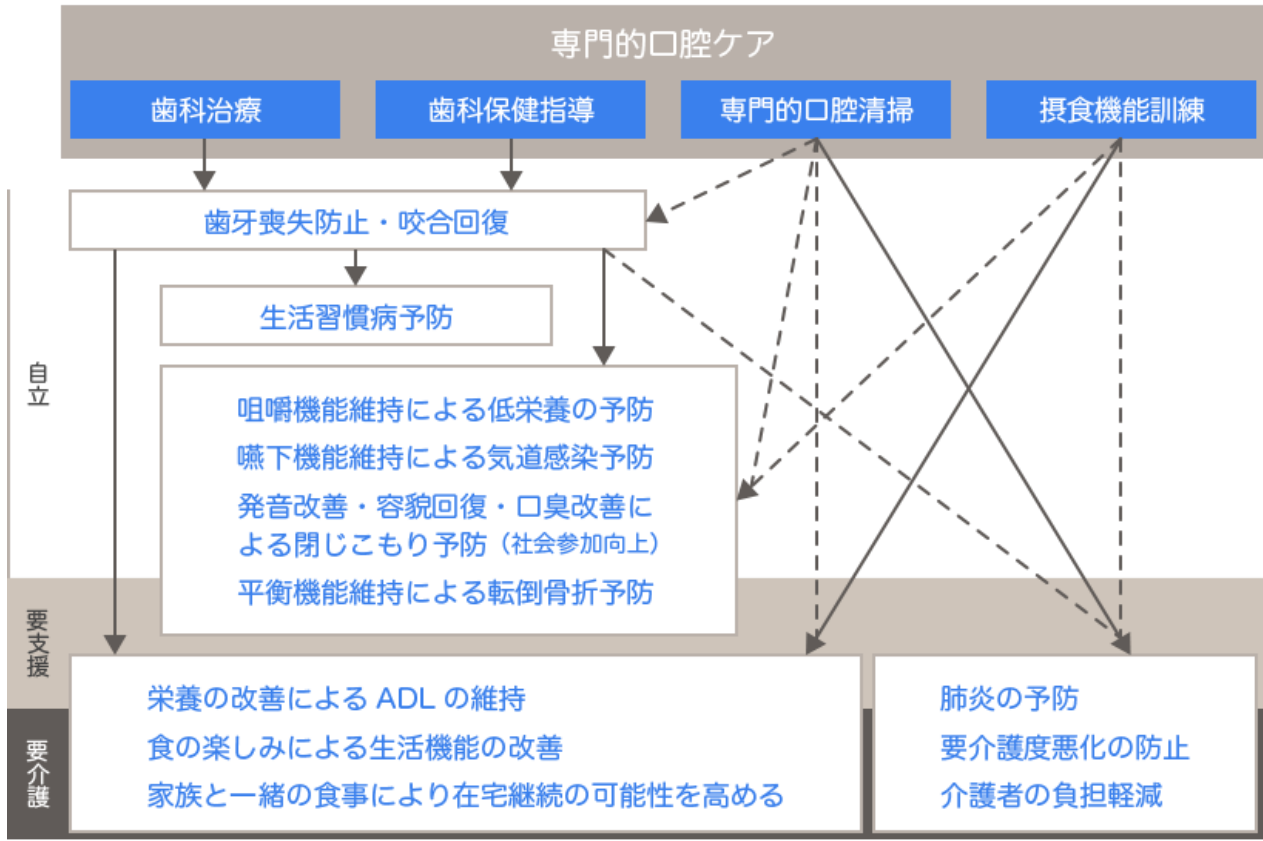 専門的口腔ケア
歯科治療
歯科保健指導
専門的口腔清掃
摂食機能訓練
歯牙喪失防止・咬合回復
生活習慣病予防
自立
咀嚼機能維持による低栄養の予防
嚥下機能維持による気道感染予防
発音改善・容貌回復・口臭改善に
よる閉じこもり予防（社会参加向上）
平衡機能維持による転倒骨折予防
要支援
要介護
栄養の改善による ADL の維持
食の楽しみによる生活機能の改善
家族と一緒の食事により在宅継続の可能性を高める
肺炎の予防
要介護度悪化の防止
介護者の負担軽減